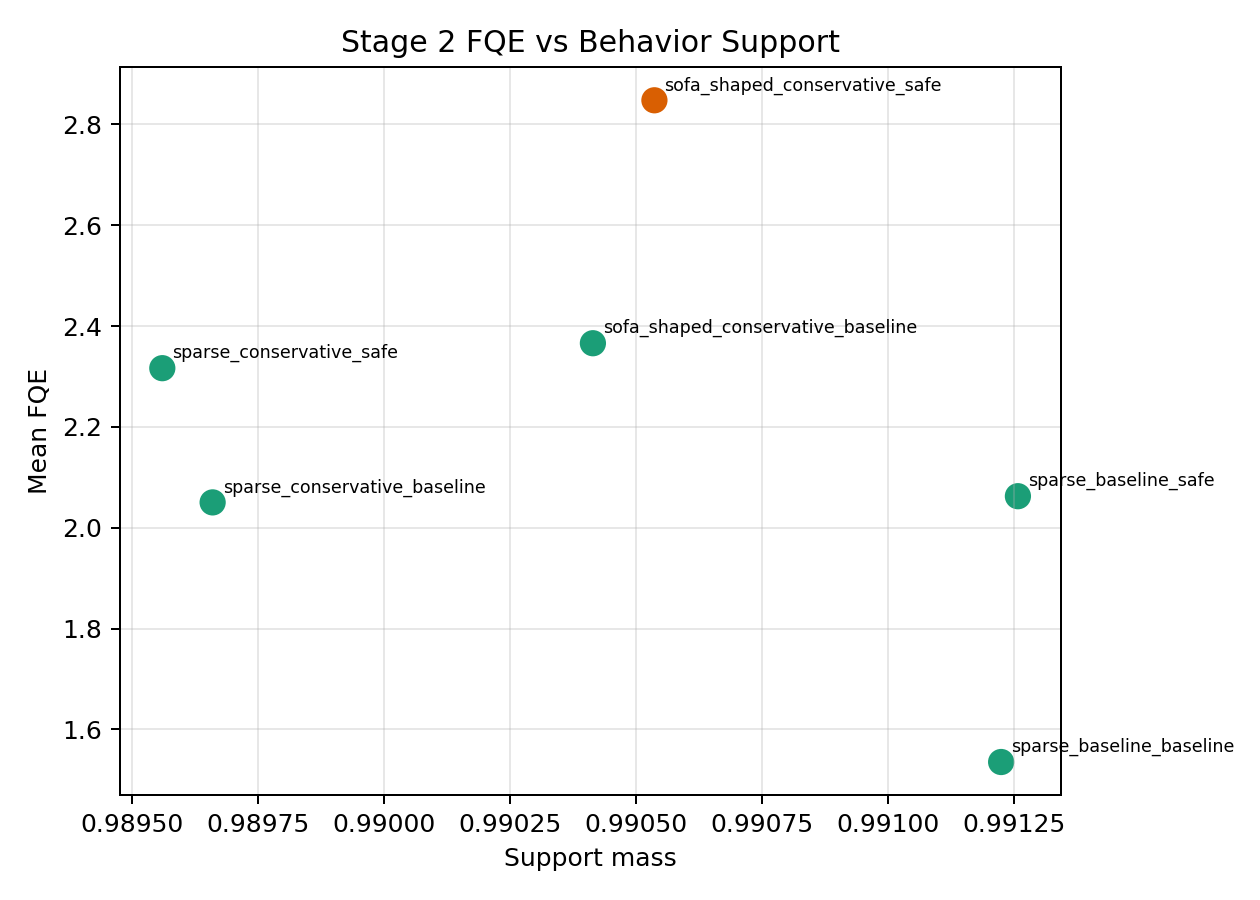 Stage 2 FQE vs Behavior Support
sofa_shaped_conservative_safe
2.8
2.6
2.4
sofa_shaped_conservative_baseline
sparse_conservative_safe
Mean FQE
2.2
sparse_conservative_baseline
sparse_baseline_safe
2.0
1.8
1.6
sparse_baseline_baseline
0.98950 0.98975 0.99000 0.99025 0.99050 0.99075 0.99100 0.99125
Support mass